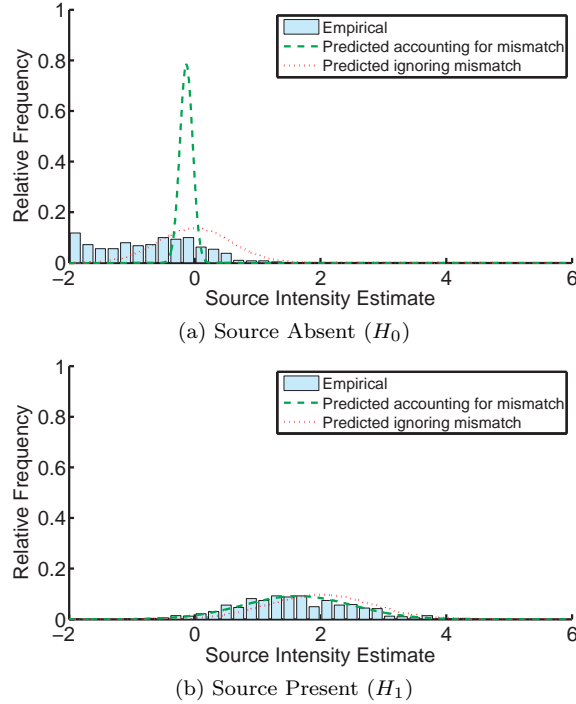 1
0.8
0.6
0.4
0.2
0
Relative Frequency
Empirical
Predicted accounting for mismatch
Predicted ignoring mismatch
−2 0 2 4 6
Source Intensity Estimate
(a) Source Absent (H0)
1
0.8
0.6
0.4
0.2
0
Relative Frequency
Empirical
Predicted accounting for mismatch
Predicted ignoring mismatch
−2 0 2 4 6
Source Intensity Estimate
(b) Source Present (H1)